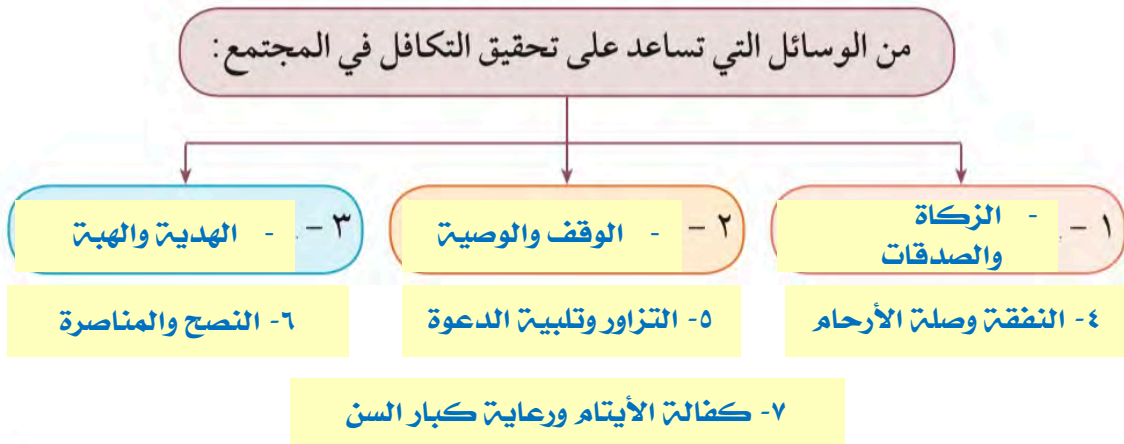 من الوسائل التي تساعد على تحقيق التكافل في المجتمع:
١ - - الزكاة
والصدقات
٢ - - الوقف والوصية
٣ - - الهدية والهبة
٤- النفقة وصلة الأرحام
٥- التزاور وتلبية الدعوة
٦- النصح والمناصرة
٧- كفالة الأيتام ورعاية كبار السن